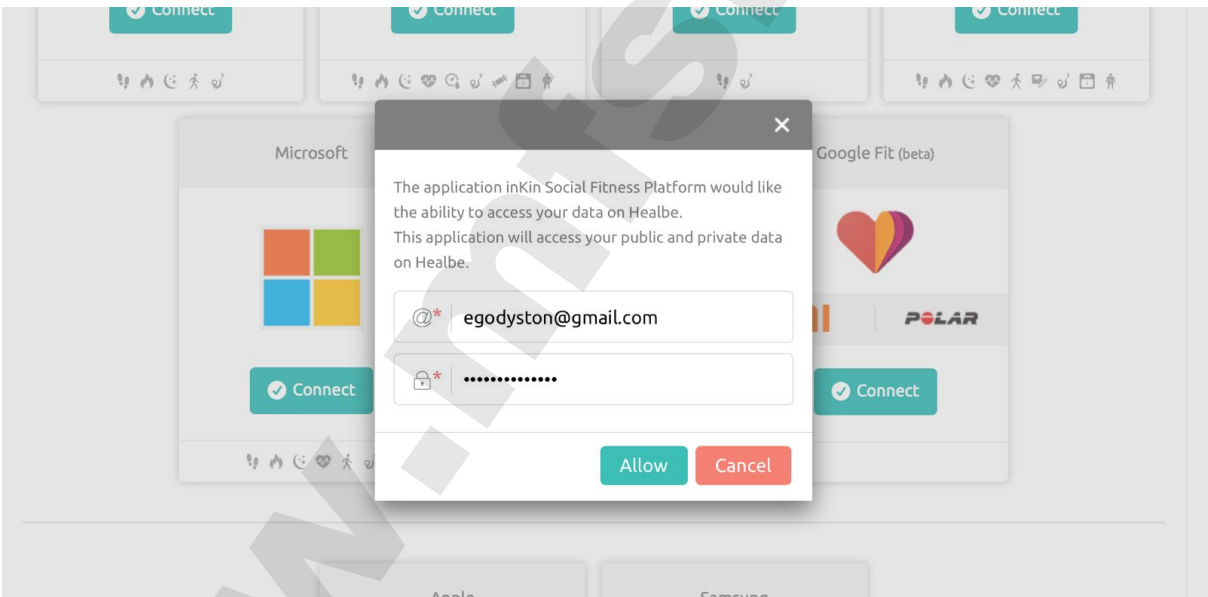 Connect
Connect
Connect
Connect
Microsoft
Google Fit (beta)
The application inKin Social Fitness Platform would like
the ability to access your data on Healbe.
This application will access your public and private data
on Healbe.
@* egodyston@gmail.com
* ••••••••••••••
POLAR
Connect
Connect
Allow
Cancel
Apple
Samsung